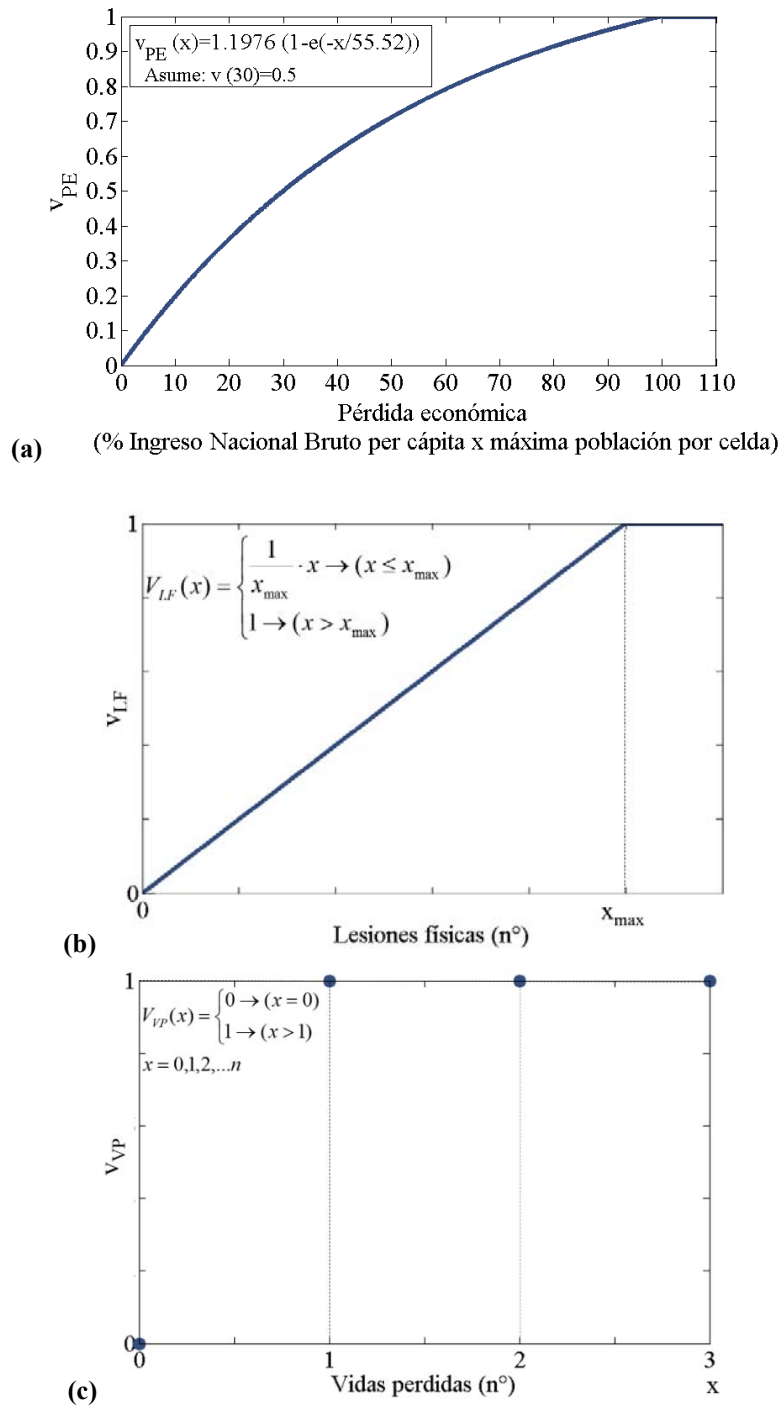 1
0.9
0.8
0.7
0.6
0.5
0.4
0.3
0.2
0.1
0
v_PE (x)=1.1976 (1-e(-x/55.52))
Asume: v (30)=0.5
v_PE
0 10 20 30 40 50 60 70 80 90 100 110
Pérdida económica
(a) (% Ingreso Nacional Bruto per cápita x máxima población por celda)
1
V_LF(x) = { 1/x_max · x → (x ≤ x_max)
1 → (x > x_max)
v_LF
0
0 x_max
(b) Lesiones físicas (n°)
1
V_VP(x) = { 0 → (x = 0)
1 → (x > 1)
x = 0,1,2,...n
v_VP
0
0 1 2 3
(c) Vidas perdidas (n°) x